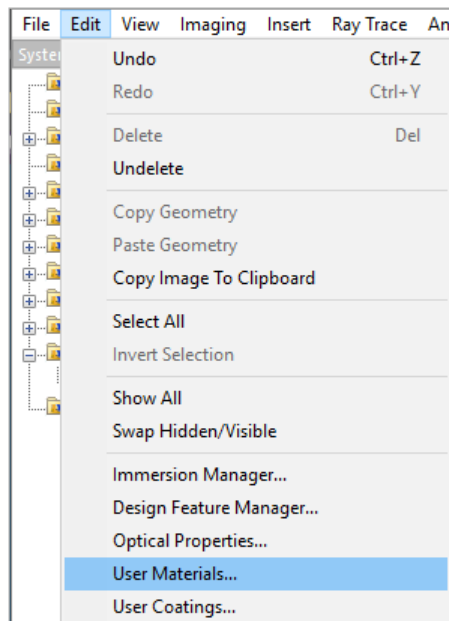 File Edit View Imaging Insert Ray Trace An
Syste
Undo Ctrl+Z
Redo Ctrl+Y
Delete Del
Undelete
Copy Geometry
Paste Geometry
Copy Image To Clipboard
Select All
Invert Selection
Show All
Swap Hidden/Visible
Immersion Manager...
Design Feature Manager...
Optical Properties...
User Materials...
User Coatings...